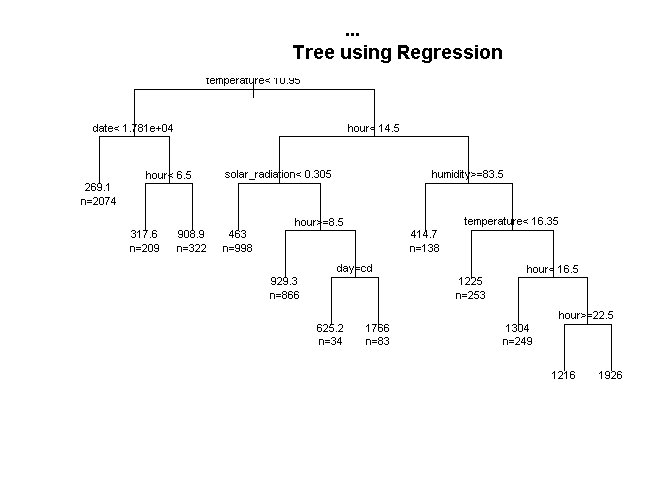 ...
Tree using Regression
temperature< 10.95
date< 1.781e+04
hour< 14.5
269.1
n=2074
hour< 6.5
solar_radiation< 0.305
humidity>=83.5
317.6
n=209
908.9
n=322
463
n=998
hour>=8.5
414.7
n=138
temperature< 16.35
929.3
n=866
day=cd
1225
n=253
hour< 16.5
625.2
n=34
1766
n=83
1304
n=249
hour>=22.5
1216
1926